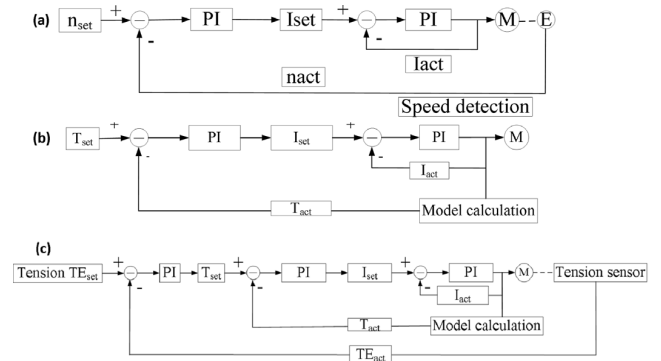 (a)
n_set + − PI Iset + − PI M E
- -
Iact
nact
Speed detection
(b)
T_set + − PI I_set + − PI M
- -
I_act
T_act Model calculation
(c)
Tension TE_set + − PI T_set + − PI I_set + − PI M Tension sensor
- - -
I_act
T_act Model calculation
TE_act